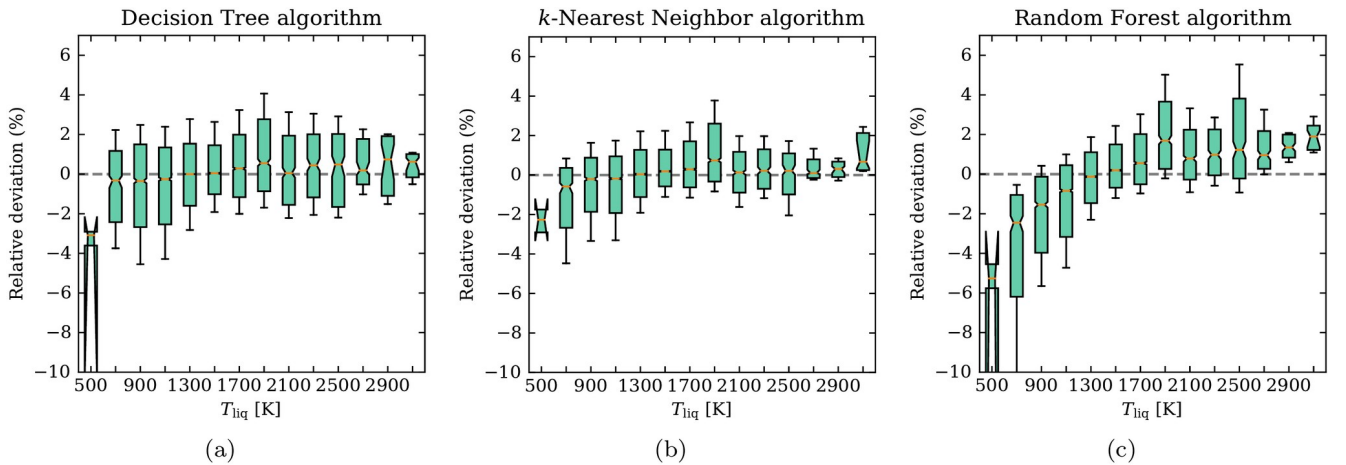 Decision Tree algorithm
Relative deviation (%)
6
4
2
0
−2
−4
−6
−8
−10
500 900 1300 1700 2100 2500 2900
T_liq [K]
(a)
k-Nearest Neighbor algorithm
Relative deviation (%)
6
4
2
0
−2
−4
−6
−8
−10
500 900 1300 1700 2100 2500 2900
T_liq [K]
(b)
Random Forest algorithm
Relative deviation (%)
6
4
2
0
−2
−4
−6
−8
−10
500 900 1300 1700 2100 2500 2900
T_liq [K]
(c)